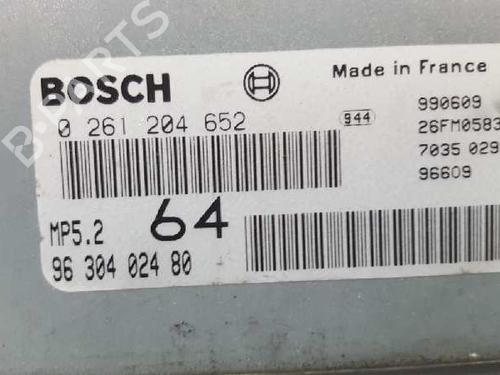 B-PARTS
BOSCH
Made in France
0 261 204 652
944
990609
26FM0583
7035 029
96609
MP5.2
64
96 304 024 80